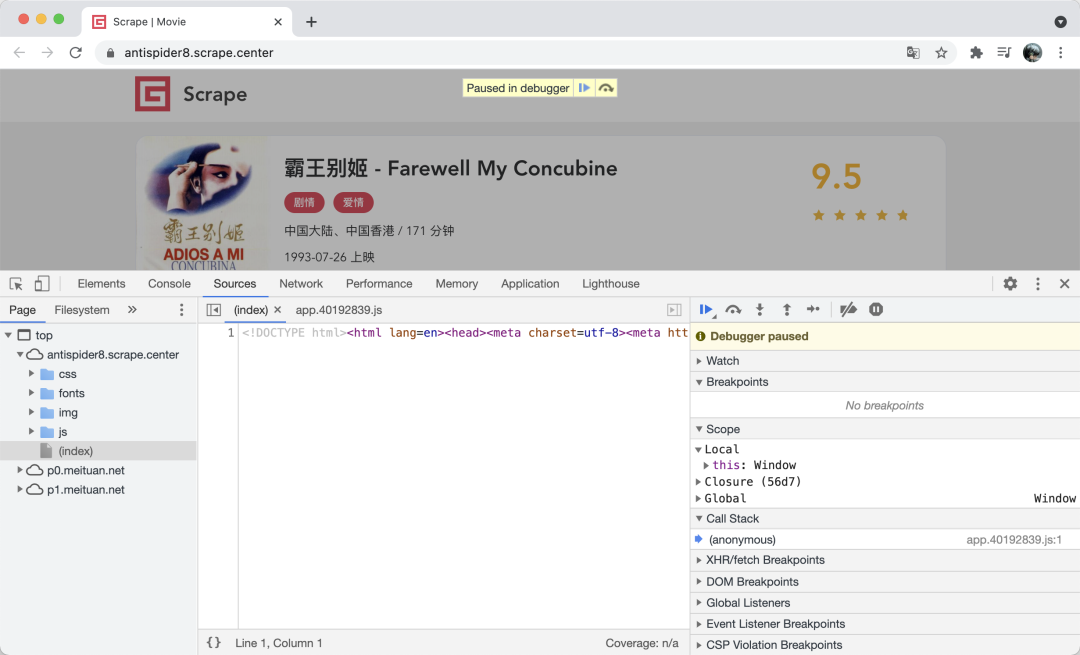 Scrape | Movie
antispider8.scrape.center
Scrape
Paused in debugger
霸王别姬 - Farewell My Concubine
9.5
剧情 爱情
中国大陆、中国香港 / 171 分钟
1993-07-26 上映
霸王别姬
ADIOS A MI
CONCUBINA
Elements Console Sources Network Performance Memory Application Lighthouse
Page Filesystem »
(index) app.40192839.js
top
antispider8.scrape.center
css
fonts
img
js
(index)
p0.meituan.net
p1.meituan.net
1 <!DOCTYPE html><html lang=en><head><meta charset=utf-8><meta htt
{} Line 1, Column 1 Coverage: n/a
Debugger paused
Watch
Breakpoints
No breakpoints
Scope
Local
this: Window
Closure (56d7)
Global Window
Call Stack
(anonymous) app.40192839.js:1
XHR/fetch Breakpoints
DOM Breakpoints
Global Listeners
Event Listener Breakpoints
CSP Violation Breakpoints